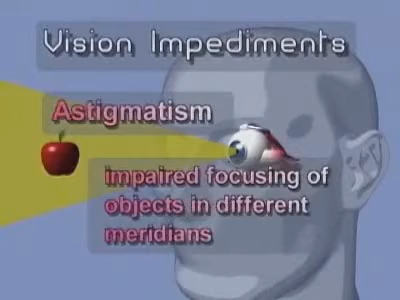 Vision Impediments
Astigmatism
impaired focusing of
objects in different
meridians